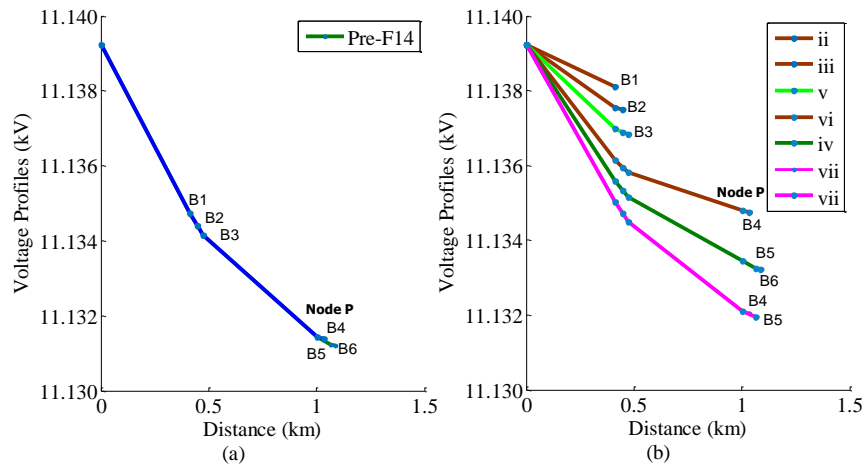 11.140
11.138
11.136
11.134
11.132
11.130
Voltage Profiles (kV)
Pre-F14
B1
B2
B3
Node P
B4
B5
B6
0
0.5
1
1.5
Distance (km)
(a)
11.140
11.138
11.136
11.134
11.132
11.130
Voltage Profiles (kV)
ii
iii
v
vi
iv
vii
vii
B1
B2
B3
Node P
B4
B5
B6
B4
B5
0
0.5
1
1.5
Distance (km)
(b)